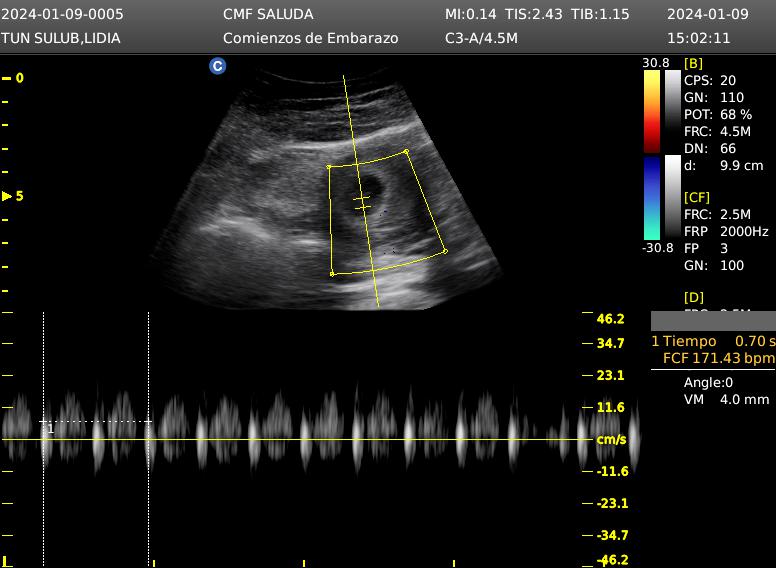 2024-01-09-0005 CMF SALUDA MI:0.14 TIS:2.43 TIB:1.15 2024-01-09
TUN SULUB,LIDIA Comienzos de Embarazo C3-A/4.5M 15:02:11
C
0
5
30.8
-30.8
[B]
CPS: 20
GN: 110
POT: 68 %
FRC: 4.5M
DN: 66
d: 9.9 cm
[CF]
FRC: 2.5M
FRP 2000Hz
FP 3
GN: 100
[D]
1 Tiempo 0.70 s
FCF 171.43 bpm
Angle:0
VM 4.0 mm
46.2
34.7
23.1
11.6
cm/s
-11.6
-23.1
-34.7
-46.2
1